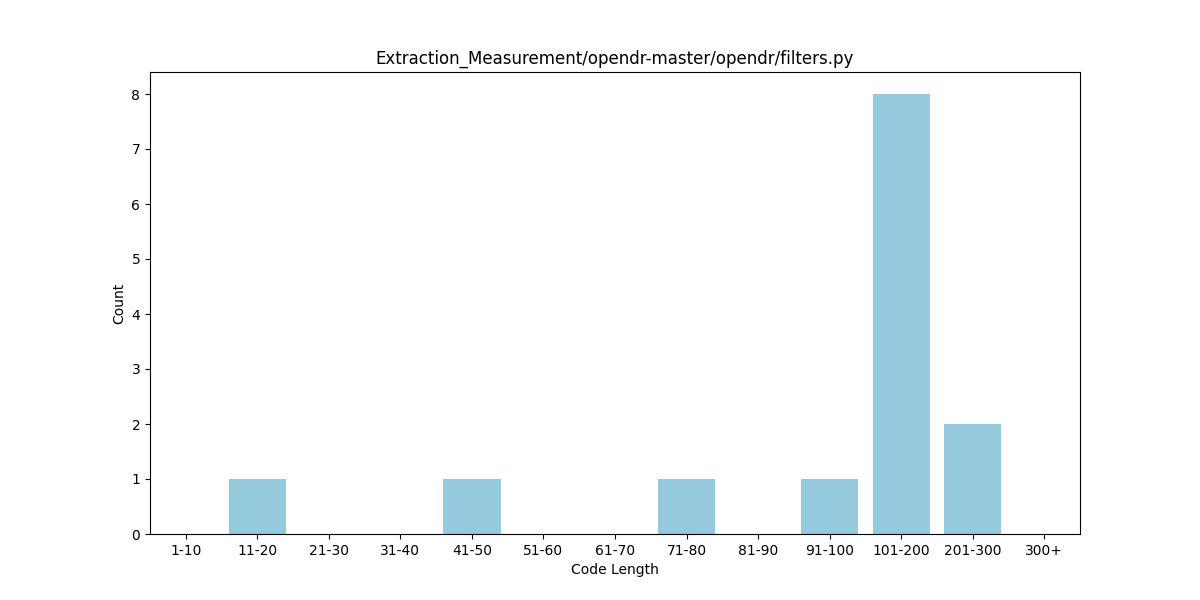 Extraction_Measurement/opendr-master/opendr/filters.py
8
7
6
5
4
3
2
1
0
Count
1-10 11-20 21-30 31-40 41-50 51-60 61-70 71-80 81-90 91-100 101-200 201-300 300+
Code Length